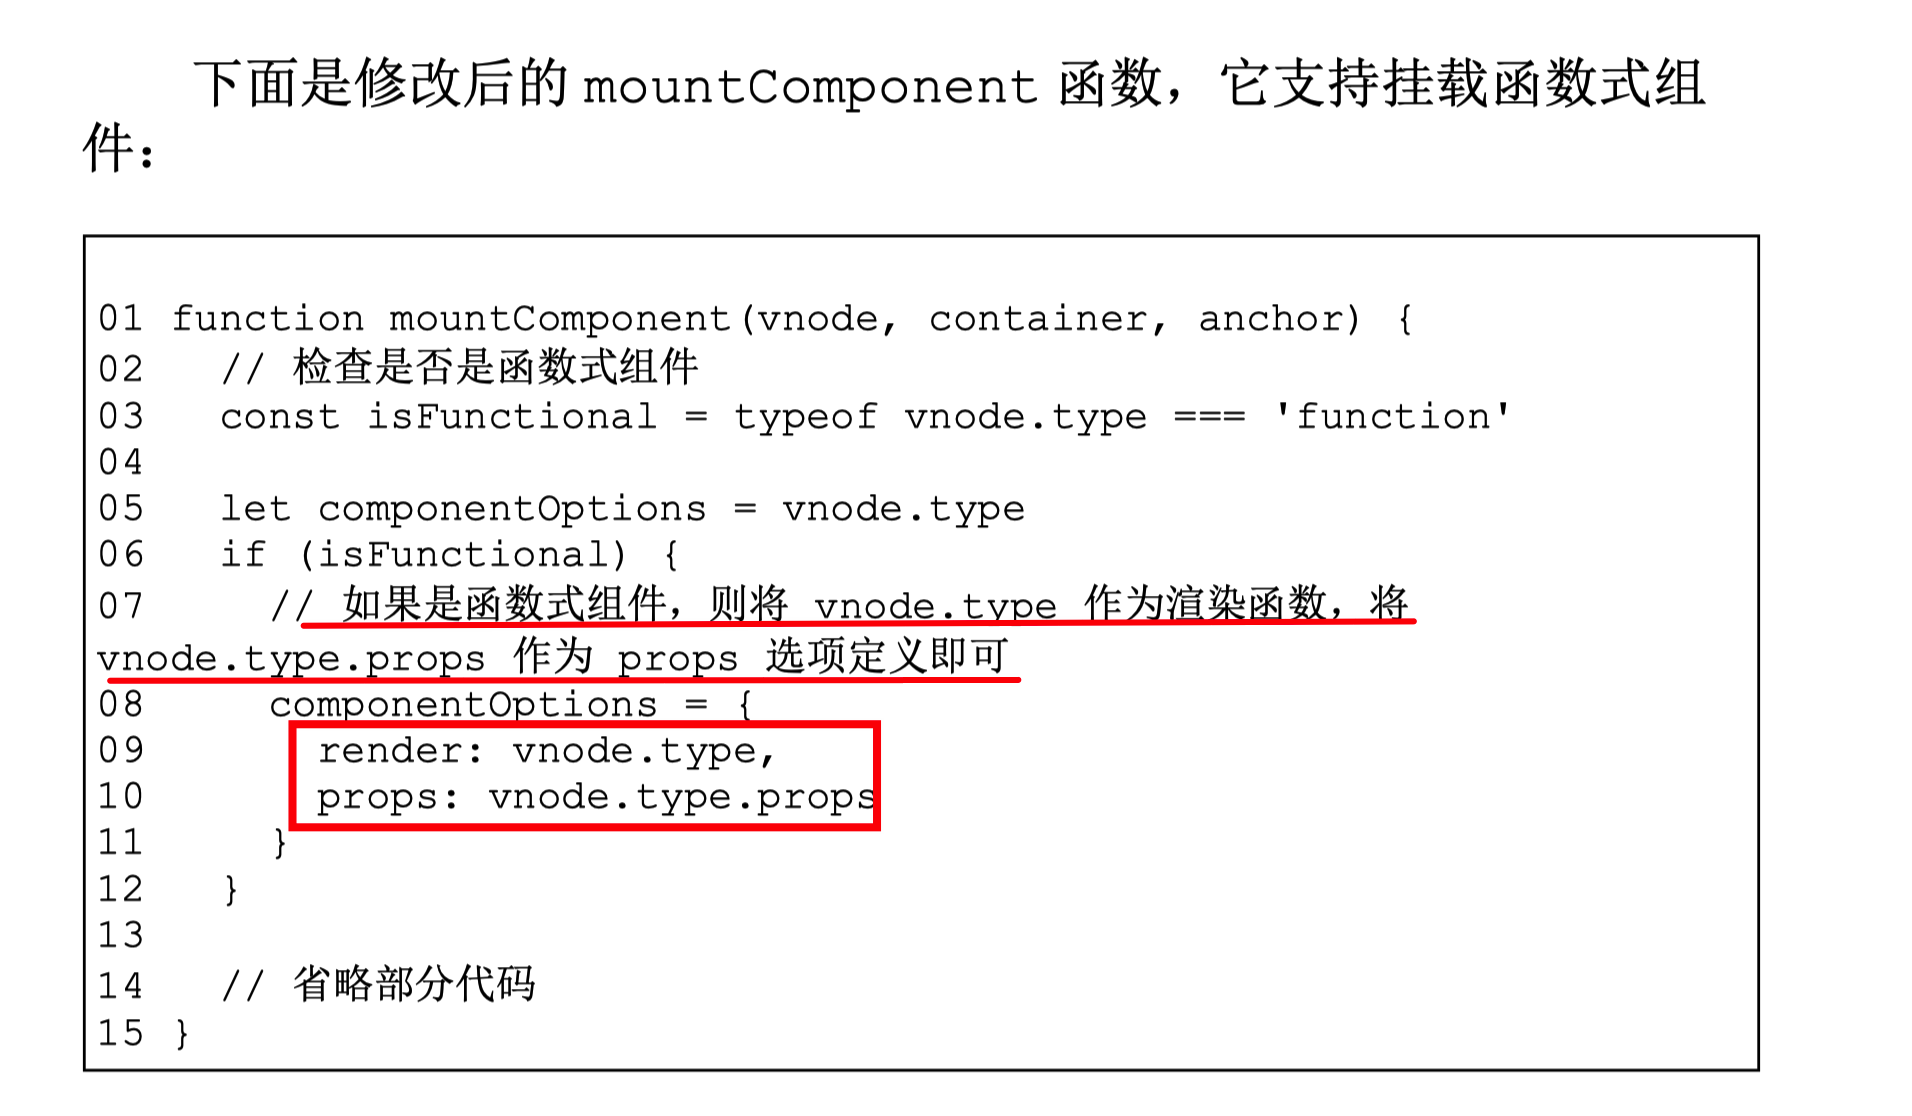 下面是修改后的 mountComponent 函数，它支持挂载函数式组
件：
01 function mountComponent(vnode, container, anchor) {
02   // 检查是否是函数式组件
03   const isFunctional = typeof vnode.type === 'function'
04
05   let componentOptions = vnode.type
06   if (isFunctional) {
07     // 如果是函数式组件，则将 vnode.type 作为渲染函数，将
vnode.type.props 作为 props 选项定义即可
08     componentOptions = {
09       render: vnode.type,
10       props: vnode.type.props
11     }
12   }
13
14   // 省略部分代码
15 }